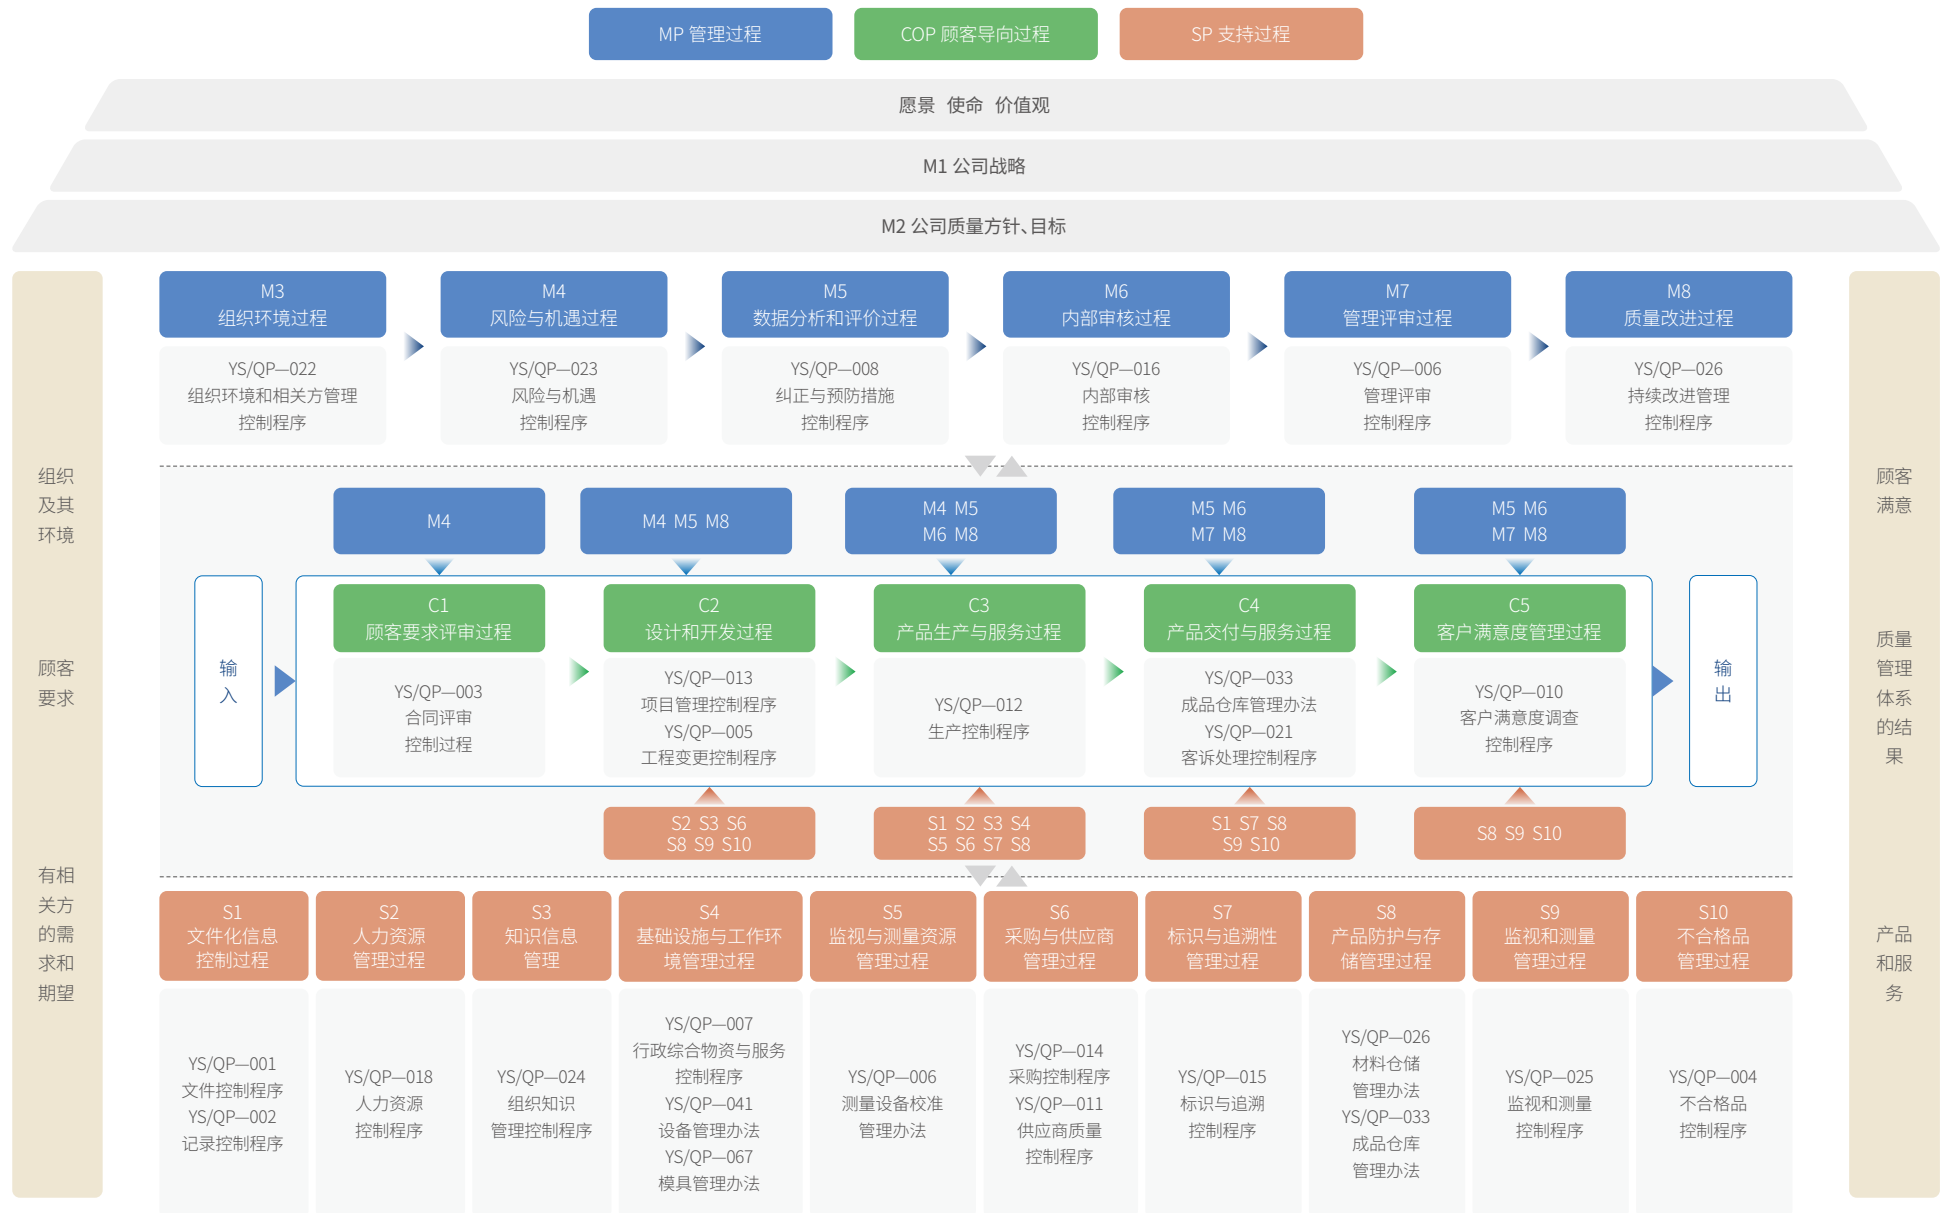 MP 管理过程
COP 顾客导向过程
SP 支持过程
愿景 使命 价值观
M1 公司战略
M2 公司质量方针、目标
组织
及其
环境
顾客
要求
有相
关方
的需
求和
期望
M3
组织环境过程
YS/QP—022
组织环境和相关方管理
控制程序
M4
风险与机遇过程
YS/QP—023
风险与机遇
控制程序
M5
数据分析和评价过程
YS/QP—008
纠正与预防措施
控制程序
M6
内部审核过程
YS/QP—016
内部审核
控制程序
M7
管理评审过程
YS/QP—006
管理评审
控制程序
M8
质量改进过程
YS/QP—026
持续改进管理
控制程序
M4
M4 M5 M8
M4 M5
M6 M8
M5 M6
M7 M8
M5 M6
M7 M8
输
入
C1
顾客要求评审过程
YS/QP—003
合同评审
控制过程
C2
设计和开发过程
YS/QP—013
项目管理控制程序
YS/QP—005
工程变更控制程序
C3
产品生产与服务过程
YS/QP—012
生产控制程序
C4
产品交付与服务过程
YS/QP—033
成品仓库管理办法
YS/QP—021
客诉处理控制程序
C5
客户满意度管理过程
YS/QP—010
客户满意度调查
控制程序
输
出
S2 S3 S6
S8 S9 S10
S1 S2 S3 S4
S5 S6 S7 S8
S1 S7 S8
S9 S10
S8 S9 S10
S1
文件化信息
控制过程
YS/QP—001
文件控制程序
YS/QP—002
记录控制程序
S2
人力资源
管理过程
YS/QP—018
人力资源
控制程序
S3
知识信息
管理
YS/QP—024
组织知识
管理控制程序
S4
基础设施与工作环
境管理过程
YS/QP—007
行政综合物资与服务
控制程序
YS/QP—041
设备管理办法
YS/QP—067
模具管理办法
S5
监视与测量资源
管理过程
YS/QP—006
测量设备校准
管理办法
S6
采购与供应商
管理过程
YS/QP—014
采购控制程序
YS/QP—011
供应商质量
控制程序
S7
标识与追溯性
管理过程
YS/QP—015
标识与追溯
控制程序
S8
产品防护与存
储管理过程
YS/QP—026
材料仓储
管理办法
YS/QP—033
成品仓库
管理办法
S9
监视和测量
管理过程
YS/QP—025
监视和测量
控制程序
S10
不合格品
管理过程
YS/QP—004
不合格品
控制程序
顾客
满意
质量
管理
体系
的结
果
产品
和服
务